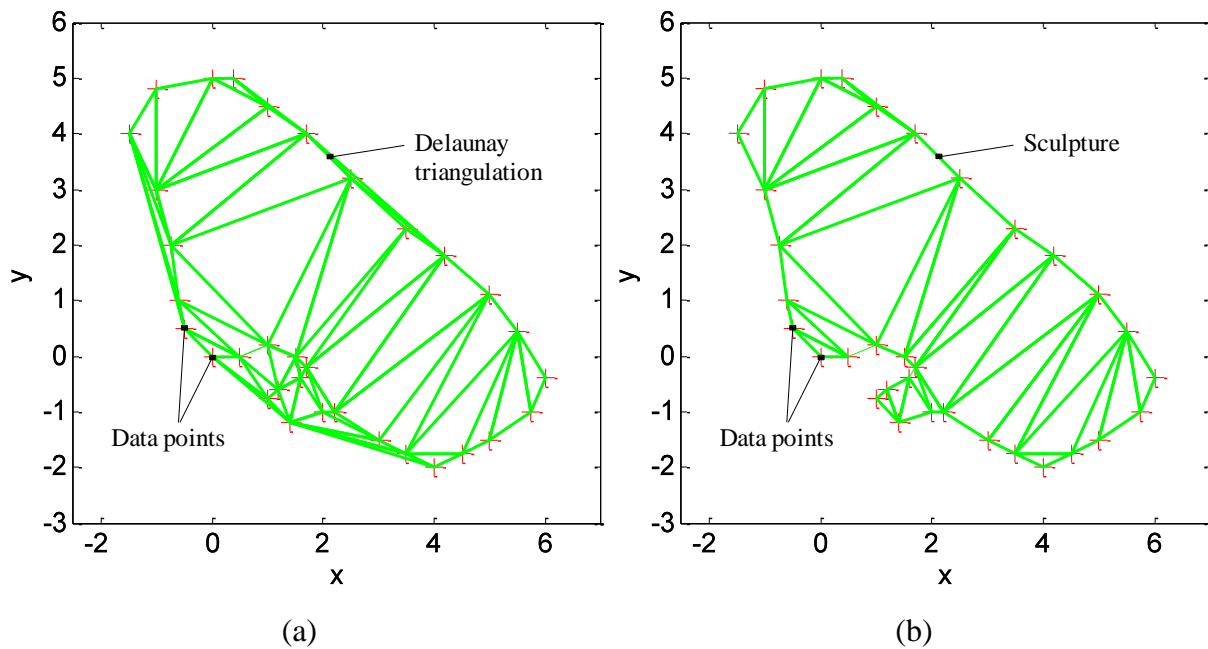 6
5
4
3
2
1
0
-1
-2
-3
y
-2 0 2 4 6
x
Delaunay
triangulation
Data points
(a)
6
5
4
3
2
1
0
-1
-2
-3
y
-2 0 2 4 6
x
Sculpture
Data points
(b)